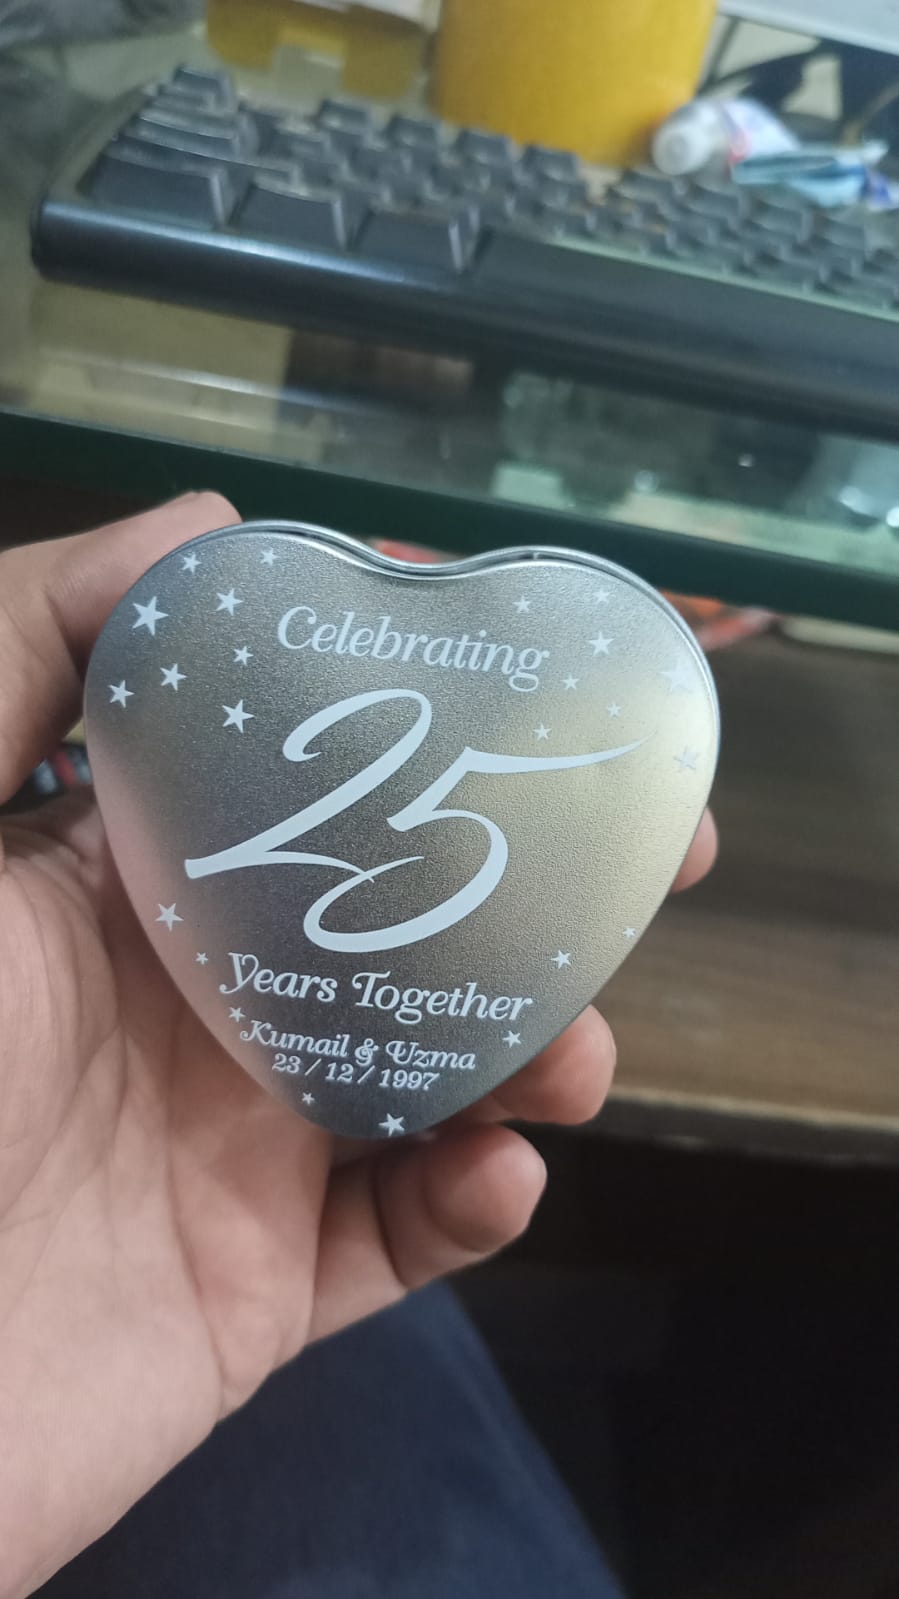 Celebrating
25
Years Together
Kumail & Uzma
23 / 12 / 1997